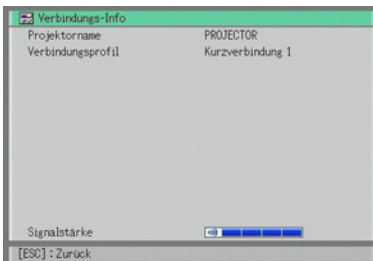 Verbindungs-Info
Projektorname PROJECTOR
Verbindungsprofil Kurzverbindung 1
Signalstärke
[ESC] : Zurück